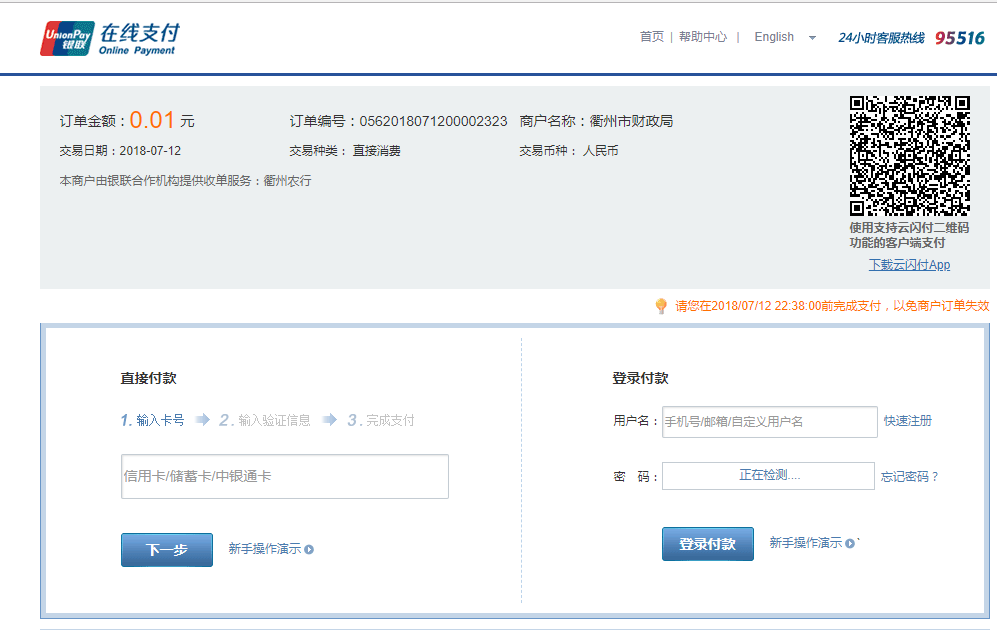 UnionPay
银联
在线支付
Online Payment
首页 | 帮助中心 | English
24小时客服热线 95516
订单金额：0.01 元
订单编号：0562018071200002323
商户名称：衢州市财政局
交易日期：2018-07-12
交易种类： 直接消费
交易币种： 人民币
本商户由银联合作机构提供收单服务：衢州农行
使用支持云闪付二维码
功能的客户端支付
下载云闪付App
请您在2018/07/12 22:38:00前完成支付，以免商户订单失效
直接付款
1. 输入卡号 2. 输入验证信息 3. 完成支付
信用卡/储蓄卡/中银通卡
下一步 新手操作演示
登录付款
用户名： 手机号/邮箱/自定义用户名 快速注册
密 码： 正在检测.... 忘记密码？
登录付款 新手操作演示